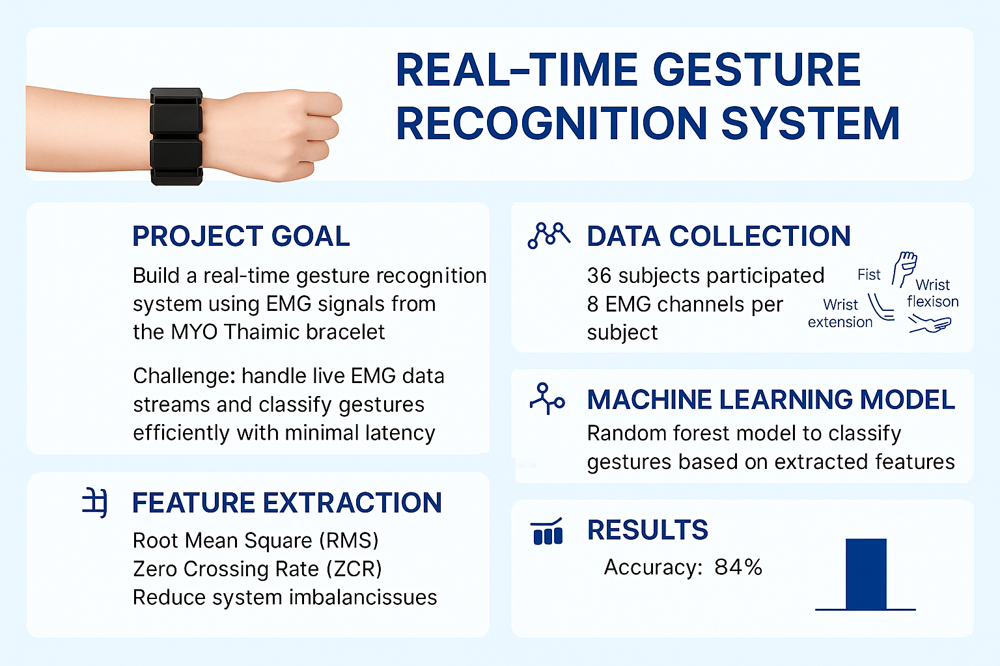 REAL-TIME GESTURE
RECOGNITION SYSTEM
PROJECT GOAL
Build a real-time gesture recognition
system using EMG signals from
the MYO Thaimic bracelet
Challenge: handle live EMG data
streams and classify gestures
efficiently with minimal latency
FEATURE EXTRACTION
Root Mean Square (RMS)
Zero Crossing Rate (ZCR)
Reduce system imbalancissues
DATA COLLECTION
36 subjects participated
8 EMG channels per
subject
Fist
Wrist
flexison
Wrist
extension
MACHINE LEARNING MODEL
Random forest model to classify
gestures based on extracted features
RESULTS
Accuracy: 84%